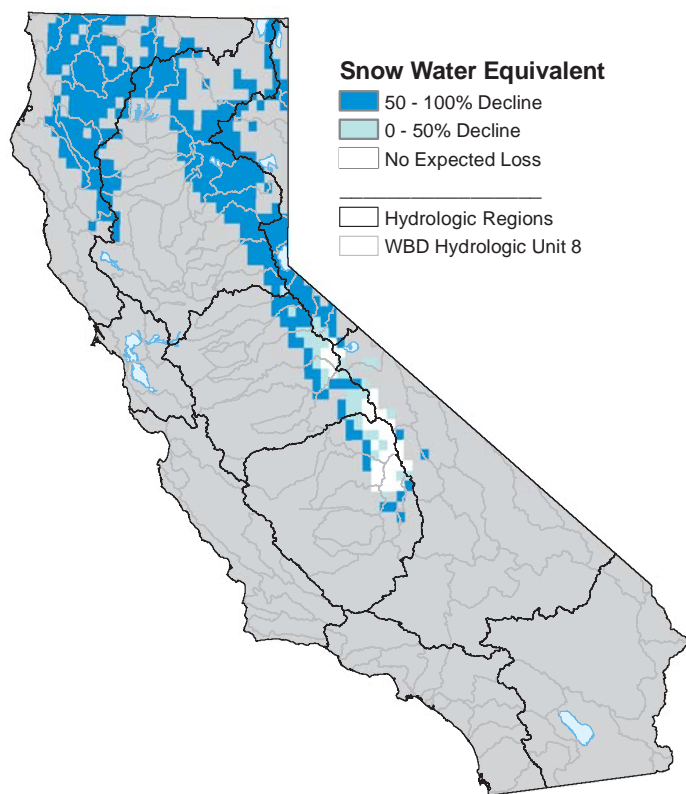 Snow Water Equivalent
50 - 100% Decline
0 - 50% Decline
No Expected Loss
Hydrologic Regions
WBD Hydrologic Unit 8